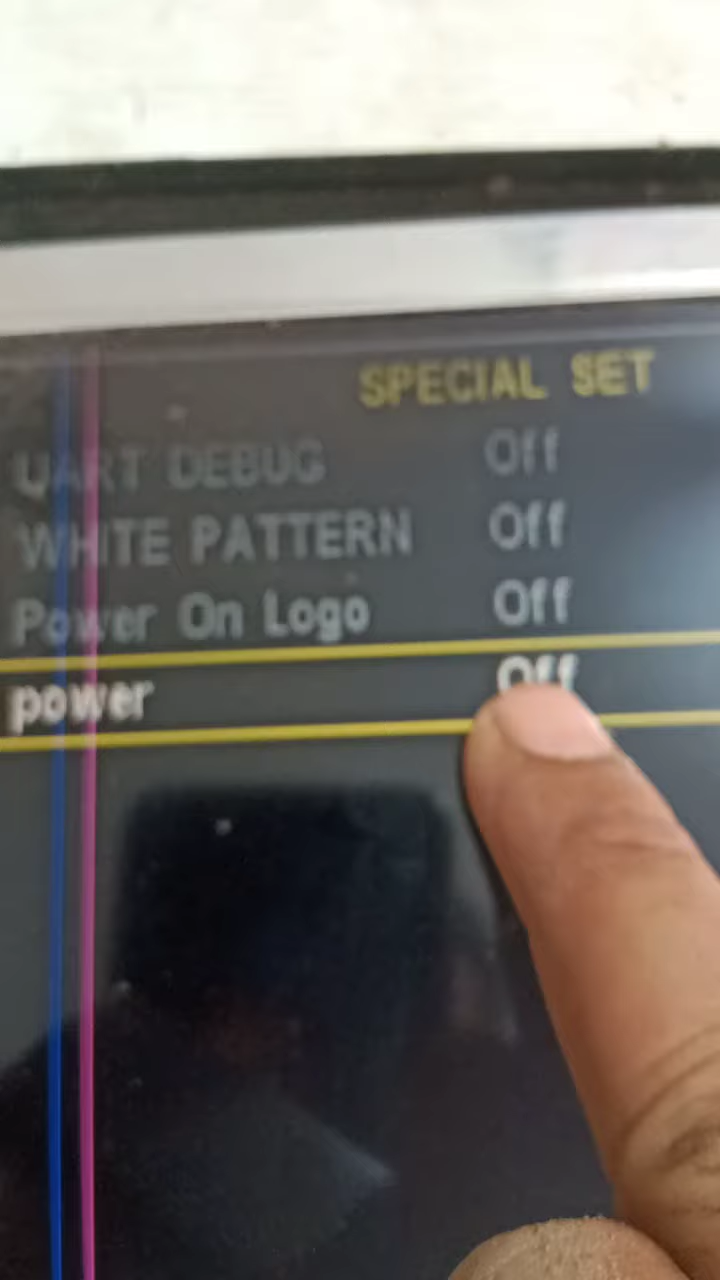 SPECIAL SET
UART DEBUG Off
WHITE PATTERN Off
Power On Logo Off
power Off